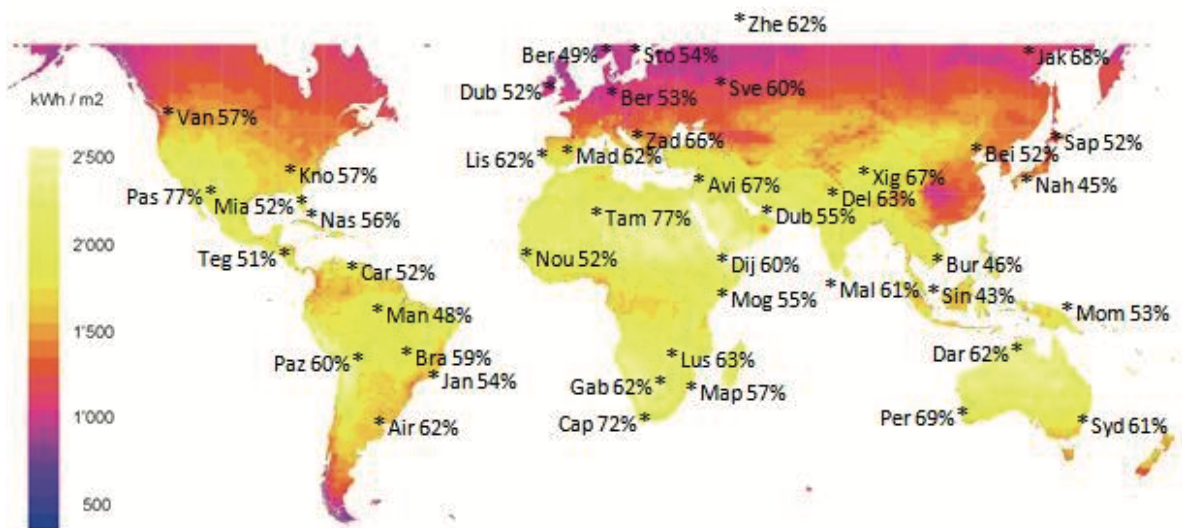 *Zhe 62%
Ber 49%* *Sto 54% *Jak 68%
kWh / m2 Dub 52%* *Ber 53% *Sve 60%
*Van 57%
*Zad 66% *Sap 52%
Lis 62%* *Mad 62% *Bei 52%
*Kno 57% *Avi 67% *Xig 67% *Nah 45%
2'500
Pas 77%* *Del 63%
Mia 52%* *Nas 56% *Tam 77% *Dub 55%
2'000
Teg 51%* *Car 52% *Nou 52% *Dij 60% *Bur 46%
*Mog 55% *Mal 61% *Sin 43%
*Man 48% *Mom 53%
1'500
Paz 60%* *Bra 59% *Lus 63% Dar 62%*
*Jan 54% Gab 62%* *Map 57%
1'000
*Air 62% Cap 72%* Per 69%* *Syd 61%
500